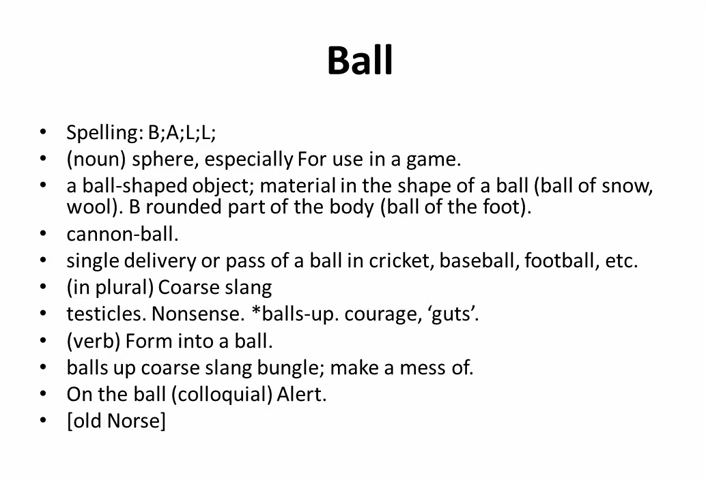 Ball
• Spelling: B;A;L;L;
• (noun) sphere, especially For use in a game.
• a ball-shaped object; material in the shape of a ball (ball of snow,
wool). B rounded part of the body (ball of the foot).
• cannon-ball.
• single delivery or pass of a ball in cricket, baseball, football, etc.
• (in plural) Coarse slang
• testicles. Nonsense. *balls-up. courage, ‘guts’.
• (verb) Form into a ball.
• balls up coarse slang bungle; make a mess of.
• On the ball (colloquial) Alert.
• [old Norse]